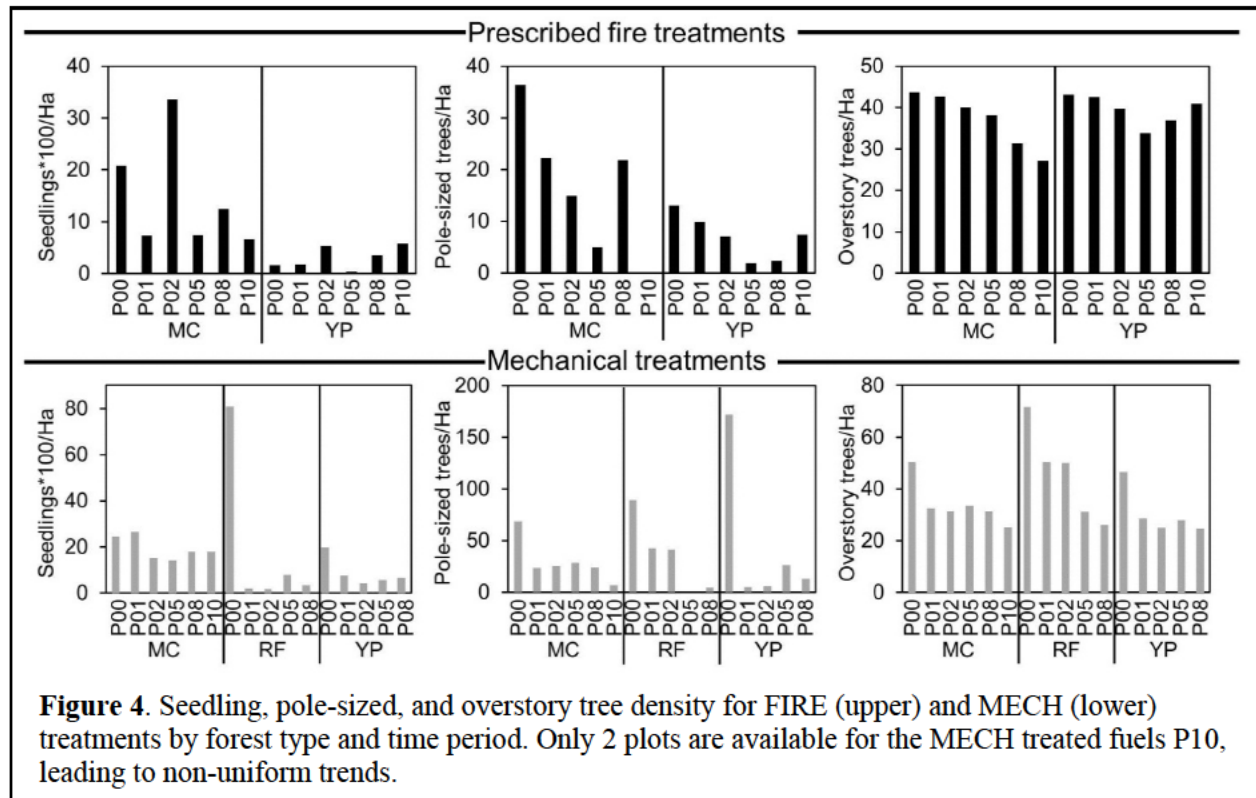 Prescribed fire treatments
Seedlings*100/Ha
40
30
20
10
0
P00 P01 P02 P05 P08 P10 P00 P01 P02 P05 P08 P10
MC YP
Pole-sized trees/Ha
40
30
20
10
0
P00 P01 P02 P05 P08 P10 P00 P01 P02 P05 P08 P10
MC YP
Overstory trees/Ha
50
40
30
20
10
0
P00 P01 P02 P05 P08 P10 P00 P01 P02 P05 P08 P10
MC YP
Mechanical treatments
Seedlings*100/Ha
80
60
40
20
0
P00 P01 P02 P05 P08 P10 P00 P01 P02 P05 P08 P00 P01 P02 P05 P08
MC RF YP
Pole-sized trees/Ha
200
150
100
50
0
P00 P01 P02 P05 P08 P10 P00 P01 P02 P05 P08 P00 P01 P02 P05 P08
MC RF YP
Overstory trees/Ha
80
60
40
20
0
P00 P01 P02 P05 P08 P10 P00 P01 P02 P05 P08 P00 P01 P02 P05 P08
MC RF YP
Figure 4. Seedling, pole-sized, and overstory tree density for FIRE (upper) and MECH (lower)
treatments by forest type and time period. Only 2 plots are available for the MECH treated fuels P10,
leading to non-uniform trends.